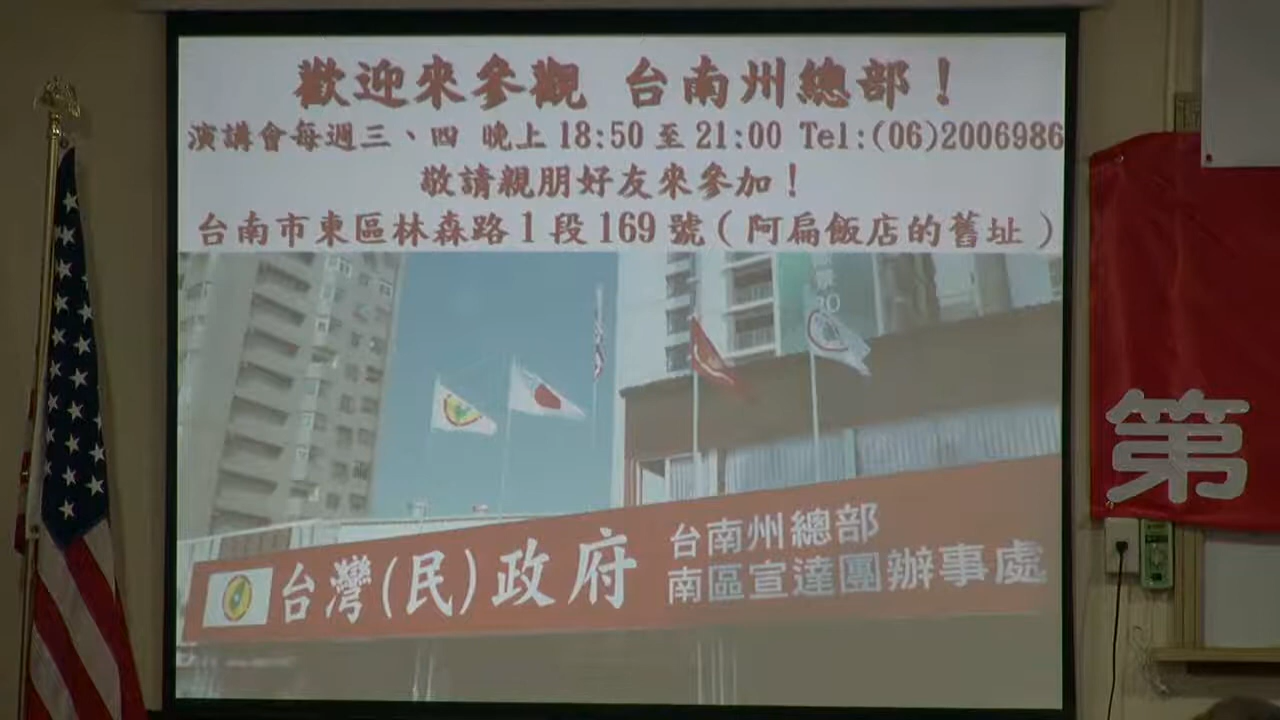 歡迎來參觀 台南州總部！
演講會每週三、四 晚上 18:50 至 21:00 Tel:(06)2006986
敬請親朋好友來參加！
台南市東區林森路1段169號(阿扁飯店的舊址)
台灣(民)政府
台南州總部
南區宣達團辦事處
第